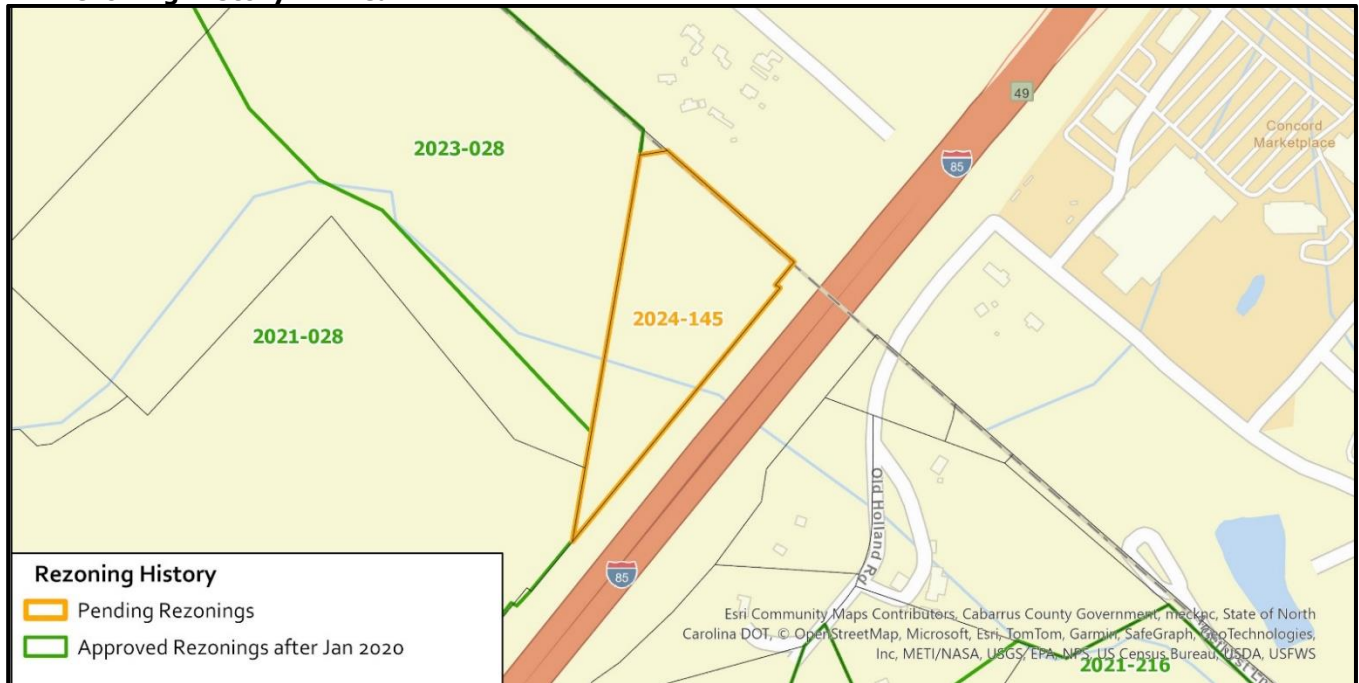 49
Concord
Marketplace
85
2023-028
2024-145
2021-028
Old Holland Rd
85
Rezoning History
Pending Rezonings
Approved Rezonings after Jan 2020
Esri Community Maps Contributors, Cabarrus County Government, mecknc, State of North
Carolina DOT, © OpenStreetMap, Microsoft, Esri, TomTom, Garmin, SafeGraph, GeoTechnologies,
Inc, METI/NASA, USGS, EPA, NPS, US Census Bureau, USDA, USFWS
2021-216